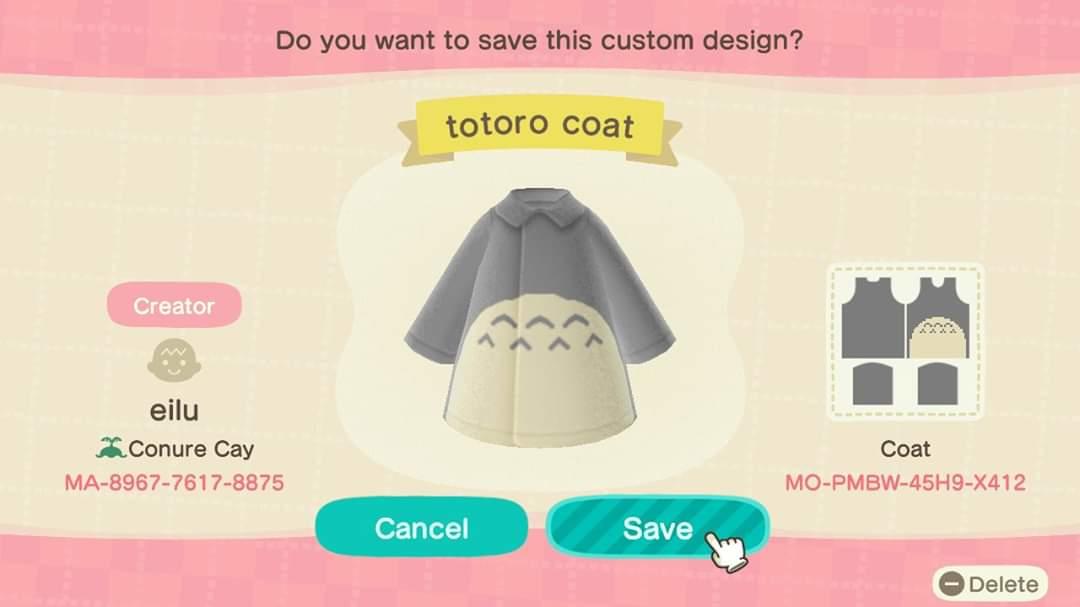 Do you want to save this custom design?
totoro coat
Creator
eilu
Conure Cay
MA-8967-7617-8875
Coat
MO-PMBW-45H9-X412
Cancel
Save
Delete